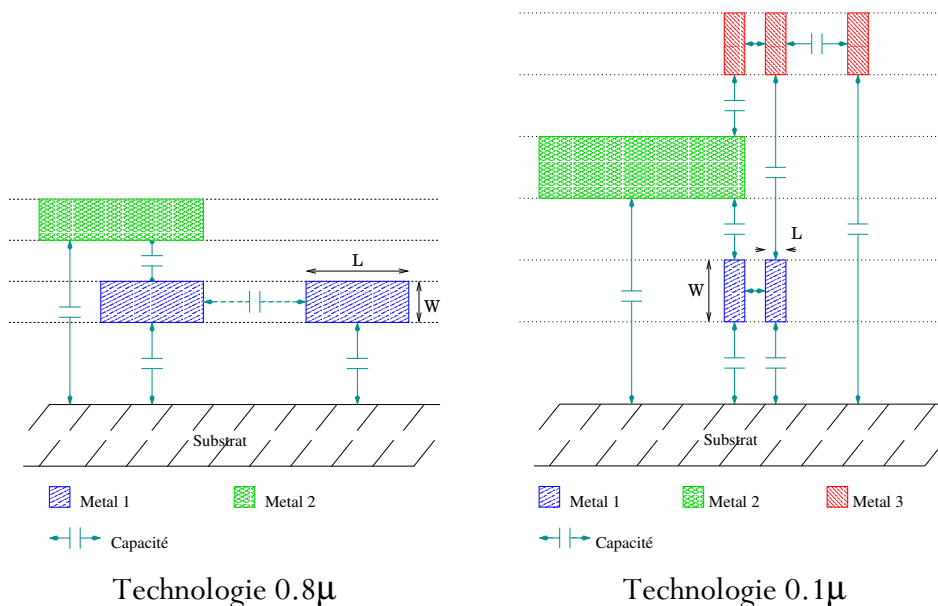 L
W
Substrat
Metal 1
Metal 2
Capacité
Technologie 0.8µ
L
W
Substrat
Metal 1
Metal 2
Metal 3
Capacité
Technologie 0.1µ